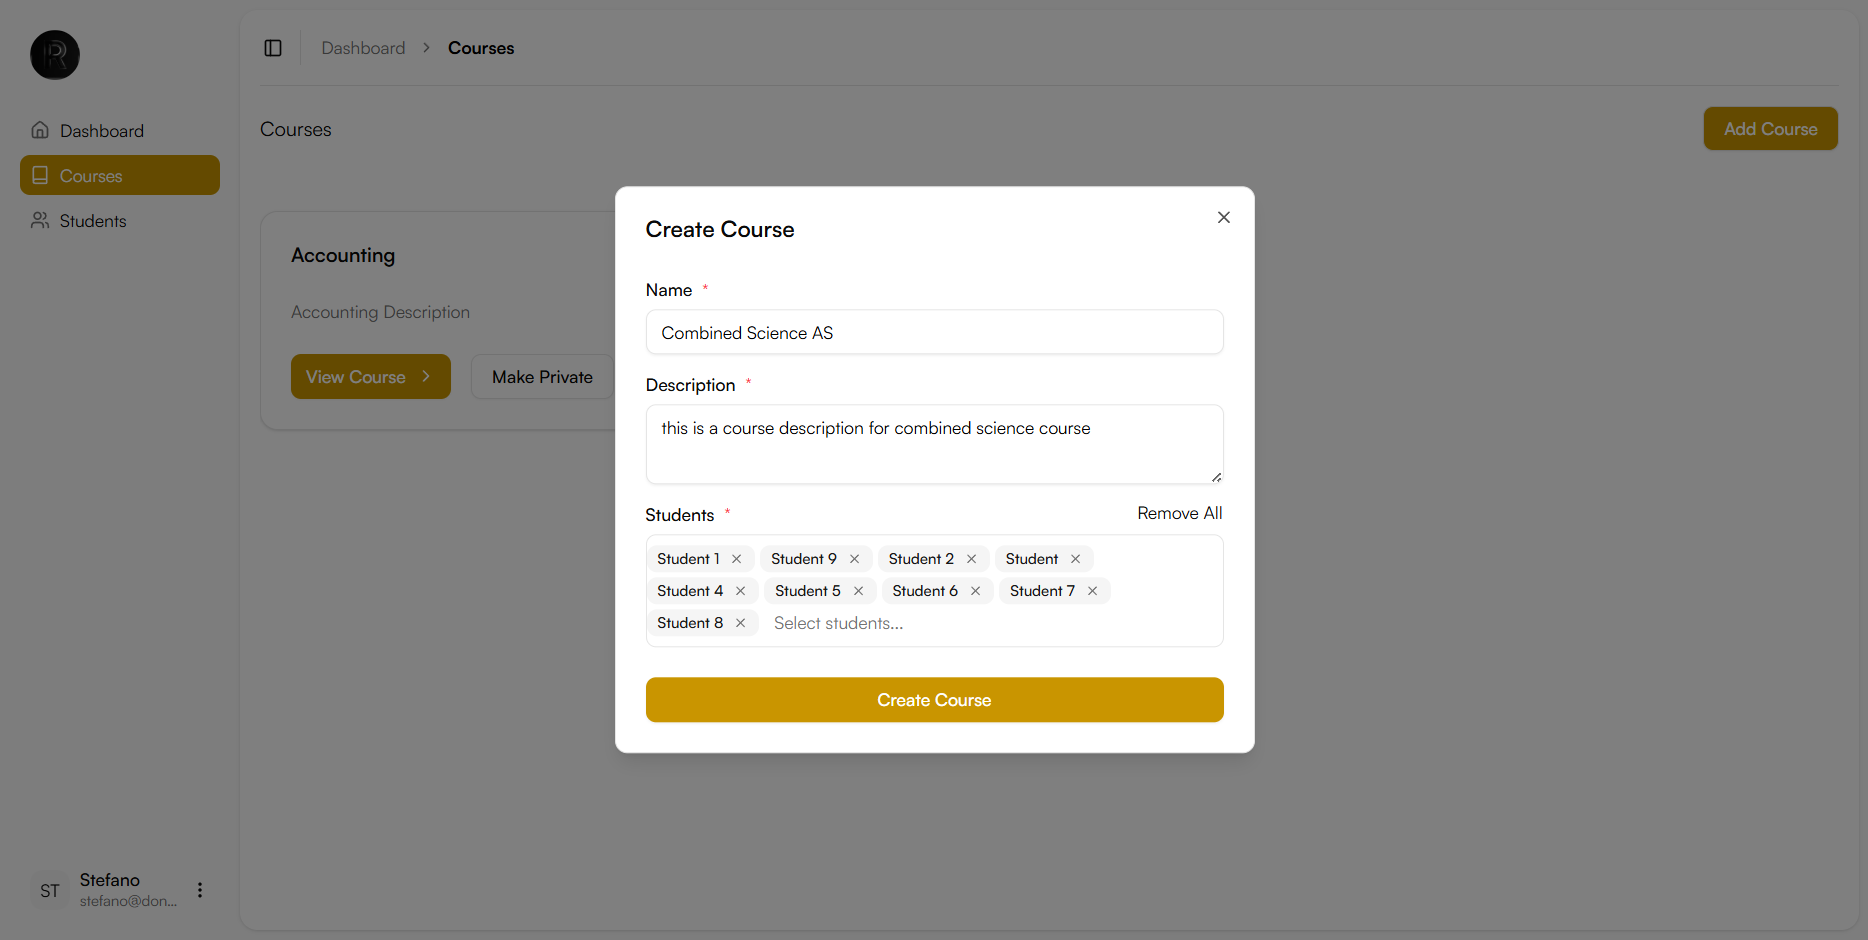 R
Dashboard
Courses
Students
Dashboard > Courses
Courses
Add Course
Accounting
Accounting Description
View Course
Make Private
Create Course
Name *
Combined Science AS
Description *
this is a course description for combined science course
Students *
Remove All
Student 1 Student 9 Student 2 Student
Student 4 Student 5 Student 6 Student 7
Student 8 Select students...
Create Course
ST
Stefano
stefano@don...